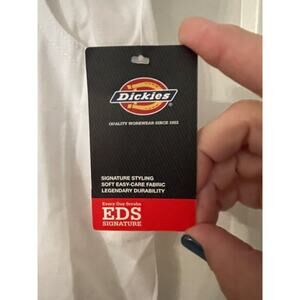 Dickies
®
QUALITY WORKWEAR SINCE 1922
SIGNATURE STYLING
SOFT EASY-CARE FABRIC
LEGENDARY DURABILITY
Every Day Scrubs
EDS
SIGNATURE